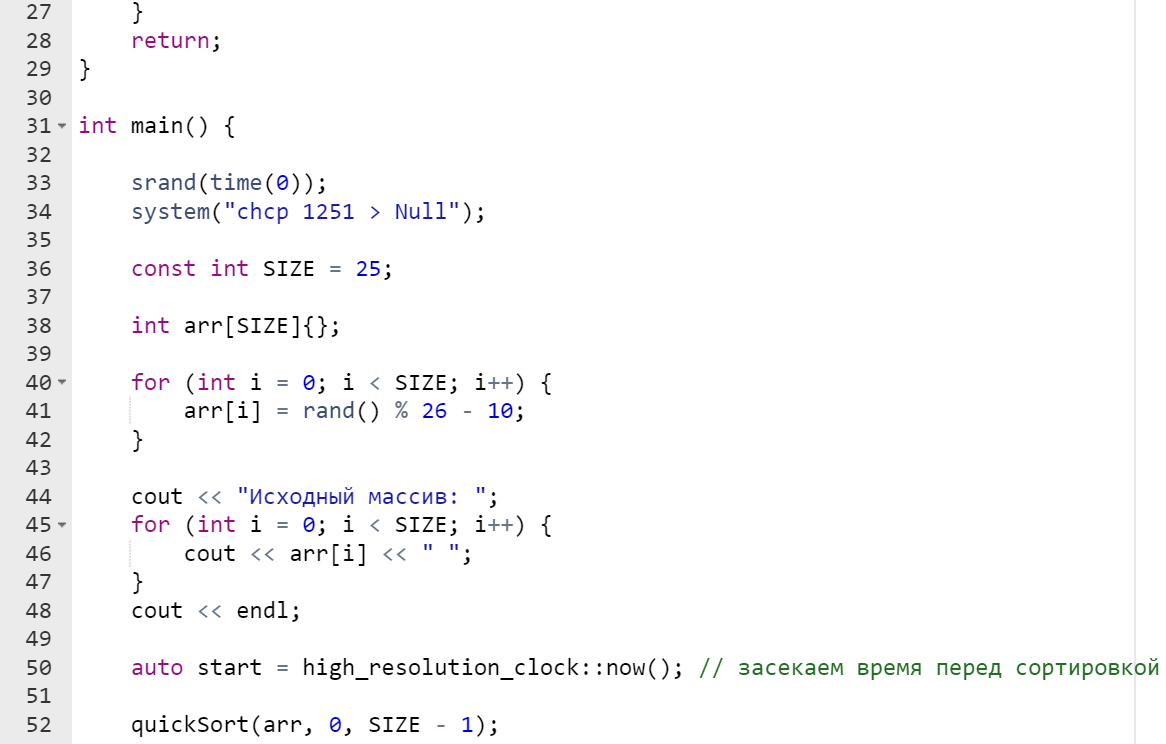 27 }
28 return;
29 }
30
31 int main() {
32
33 srand(time(0));
34 system("chcp 1251 > Null");
35
36 const int SIZE = 25;
37
38 int arr[SIZE]{};
39
40 for (int i = 0; i < SIZE; i++) {
41 arr[i] = rand() % 26 - 10;
42 }
43
44 cout << "Исходный массив: ";
45 for (int i = 0; i < SIZE; i++) {
46 cout << arr[i] << " ";
47 }
48 cout << endl;
49
50 auto start = high_resolution_clock::now(); // засекаем время перед сортировкой
51
52 quickSort(arr, 0, SIZE - 1);